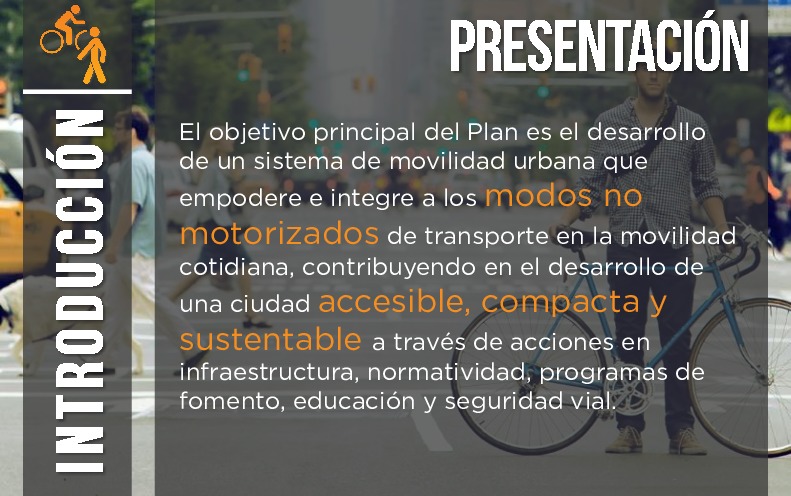 PRESENTACIÓN
INTRODUCCIÓN
El objetivo principal del Plan es el desarrollo
de un sistema de movilidad urbana que
empodere e integre a los modos no
motorizados de transporte en la movilidad
cotidiana, contribuyendo en el desarrollo de
una ciudad accesible, compacta y
sustentable a través de acciones en
infraestructura, normatividad, programas de
fomento, educación y seguridad vial.